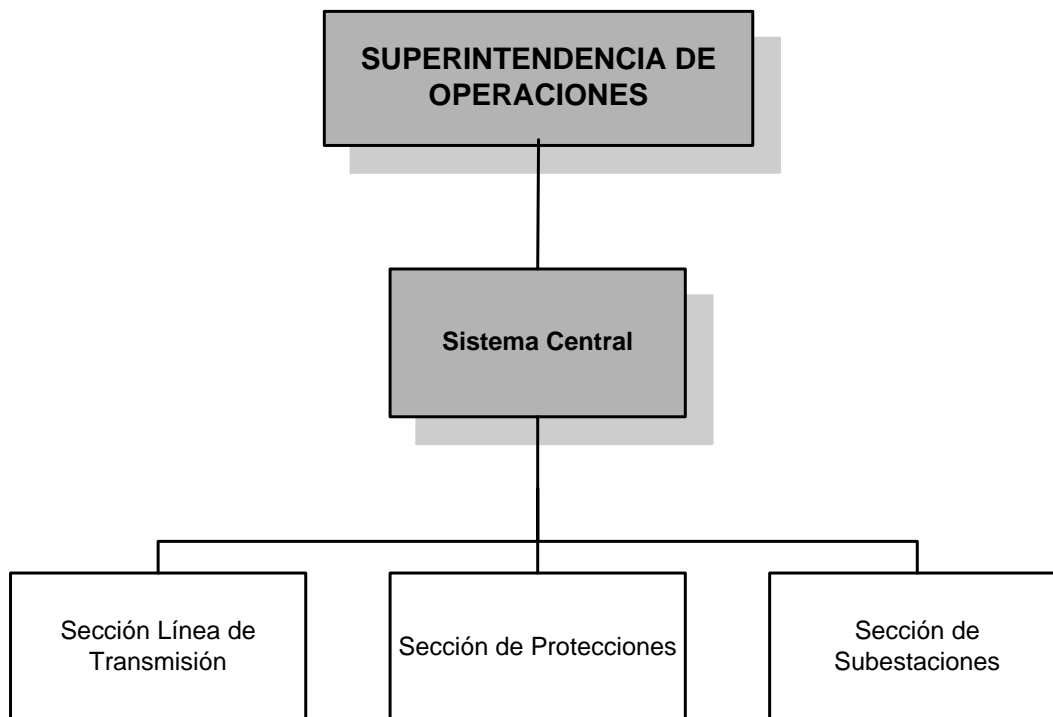 SUPERINTENDENCIA DE
OPERACIONES
Sistema Central
Sección Línea de
Transmisión
Sección de Protecciones
Sección de
Subestaciones